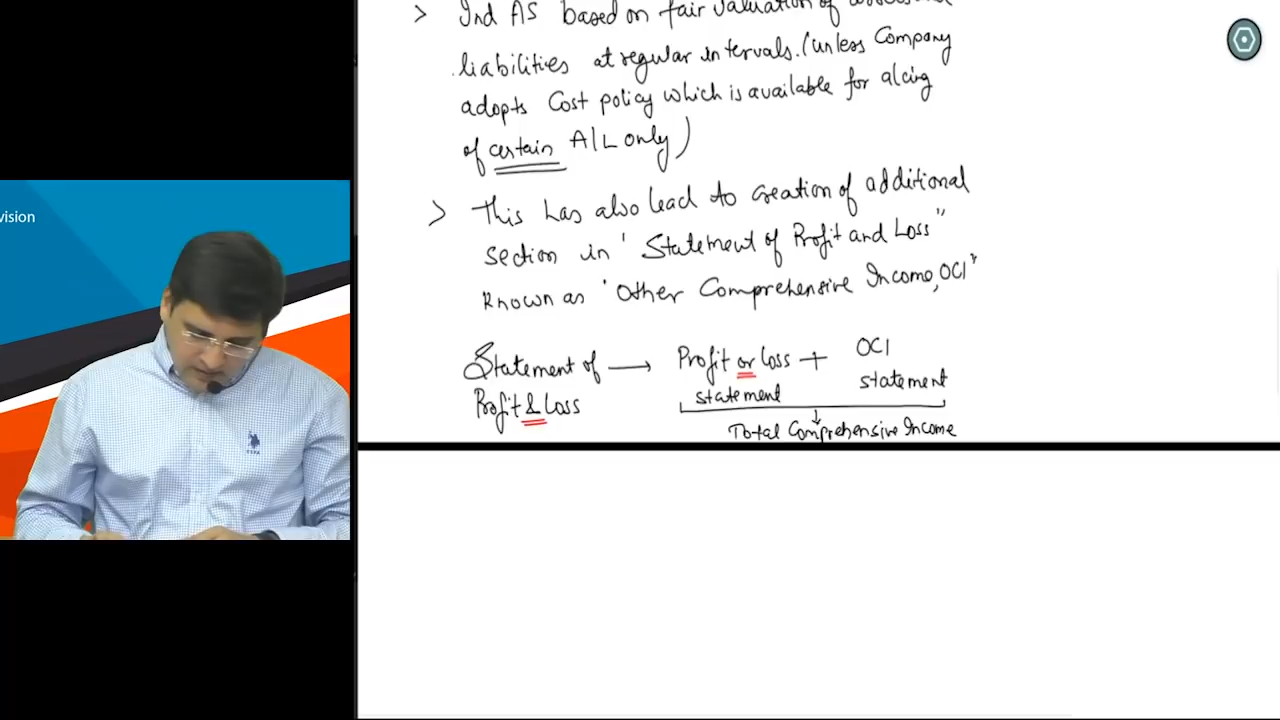 > Ind AS based on fair valuation of
liabilities at regular intervals. (unless Company
adopts Cost policy which is available for alcing
of certain A/L only)
> This has also lead to creation of additional
section in ' Statement of Profit and Loss "
Known as ' Other Comprehensive Income, OCI "
vision
Statement of → Profit or Loss + OCI
Profit & Loss statement statement
↓
Total Comprehensive Income